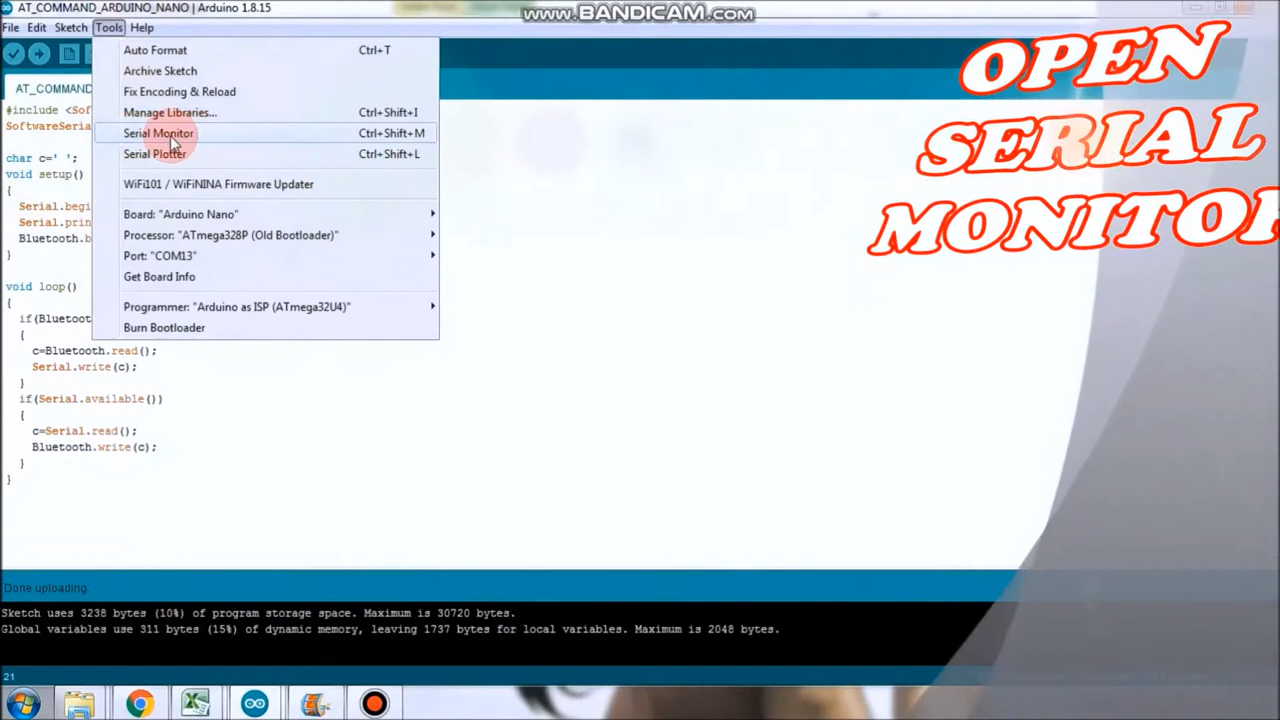 AT_COMMAND_ARDUINO_NANO | Arduino 1.8.15
www.BANDICAM.com
File Edit Sketch Tools Help
OPEN
SERIAL
MONITOR
Auto Format Ctrl+T
Archive Sketch
Fix Encoding & Reload
Manage Libraries... Ctrl+Shift+I
Serial Monitor Ctrl+Shift+M
Serial Plotter Ctrl+Shift+L
WiFi101 / WiFiNINA Firmware Updater
Board: "Arduino Nano"
Processor: "ATmega328P (Old Bootloader)"
Port: "COM13"
Get Board Info
Programmer: "Arduino as ISP (ATmega32U4)"
Burn Bootloader
AT_COMMAND
#include <Sof
SoftwareSeria
char c=' ';
void setup()
{
Serial.begi
Serial.prin
Bluetooth.b
}
void loop()
{
if(Bluetoot
{
c=Bluetooth.read();
Serial.write(c);
}
if(Serial.available())
{
c=Serial.read();
Bluetooth.write(c);
}
}
Done uploading.
Sketch uses 3238 bytes (10%) of program storage space. Maximum is 30720 bytes.
Global variables use 311 bytes (15%) of dynamic memory, leaving 1737 bytes for local variables. Maximum is 2048 bytes.
21